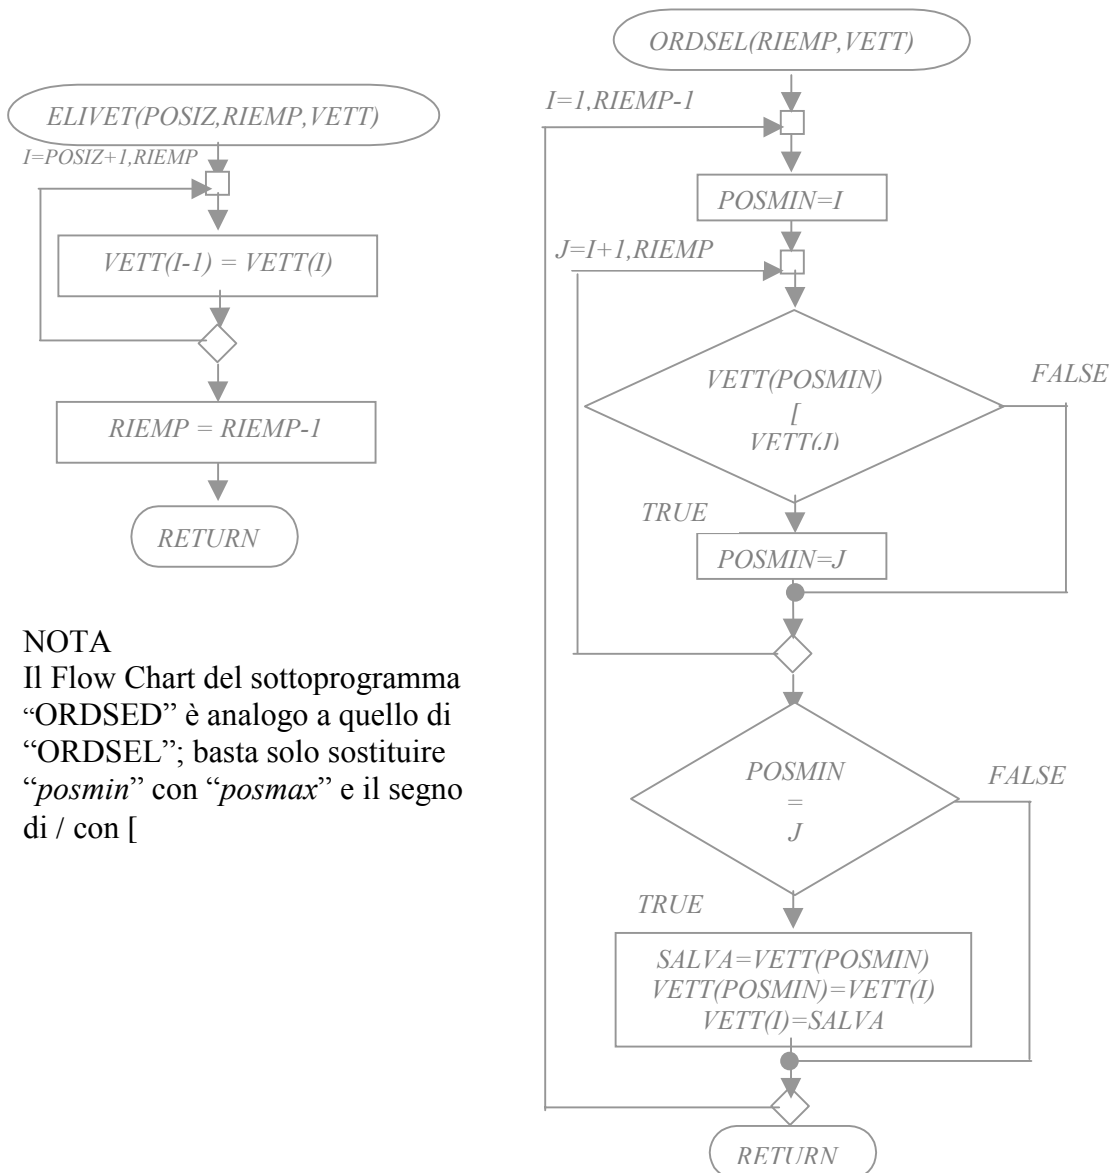 ELIVET(POSIZ,RIEMP,VETT)
I=POSIZ+1,RIEMP
VETT(I-1) = VETT(I)
RIEMP = RIEMP-1
RETURN
NOTA
Il Flow Chart del sottoprogramma
“ORDSED” è analogo a quello di
“ORDSEL”; basta solo sostituire
“posmin” con “posmax” e il segno
di / con [
ORDSEL(RIEMP,VETT)
I=1,RIEMP-1
POSMIN=I
J=I+1,RIEMP
VETT(POSMIN)
[
VETT(J)
FALSE
TRUE
POSMIN=J
POSMIN
=
J
FALSE
TRUE
SALVA=VETT(POSMIN)
VETT(POSMIN)=VETT(I)
VETT(I)=SALVA
RETURN